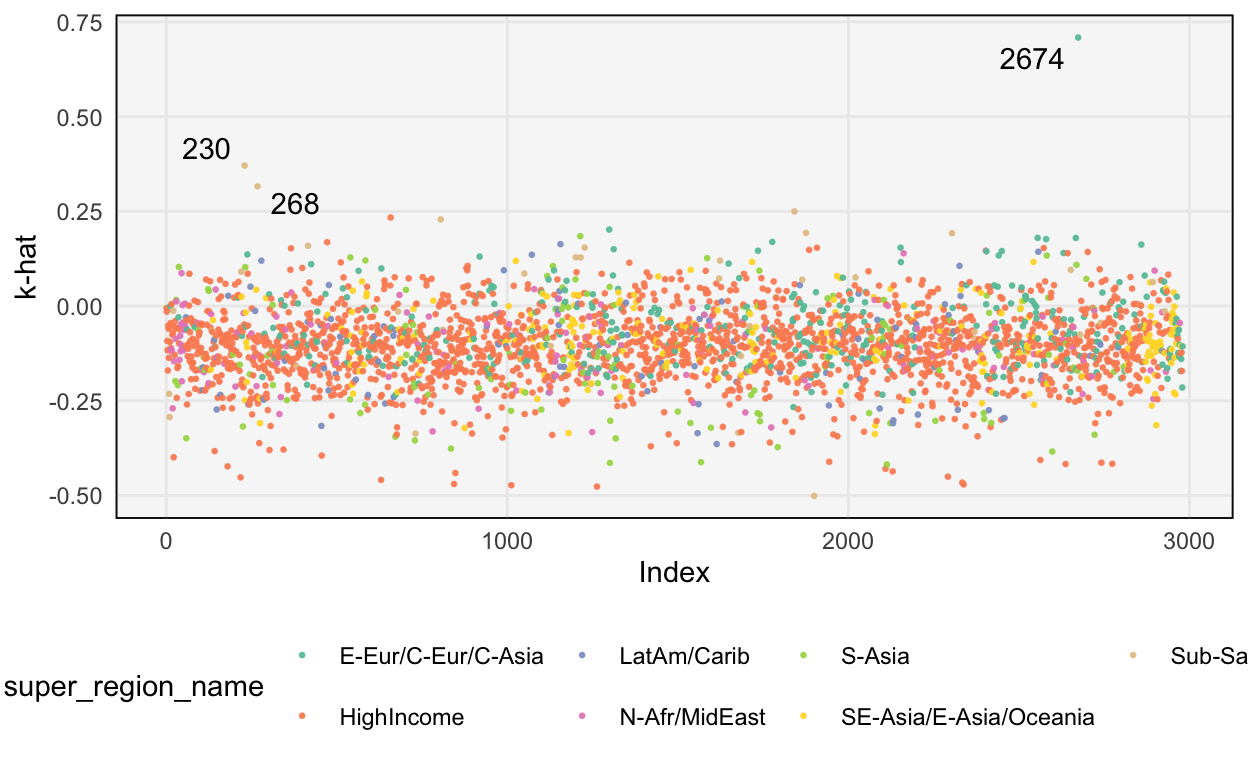 0.75
2674
0.50
230
268
0.25
0.00
-0.25
-0.50
k-hat
0 1000 2000 3000
Index
super_region_name
E-Eur/C-Eur/C-Asia LatAm/Carib S-Asia Sub-Sa
HighIncome N-Afr/MidEast SE-Asia/E-Asia/Oceania